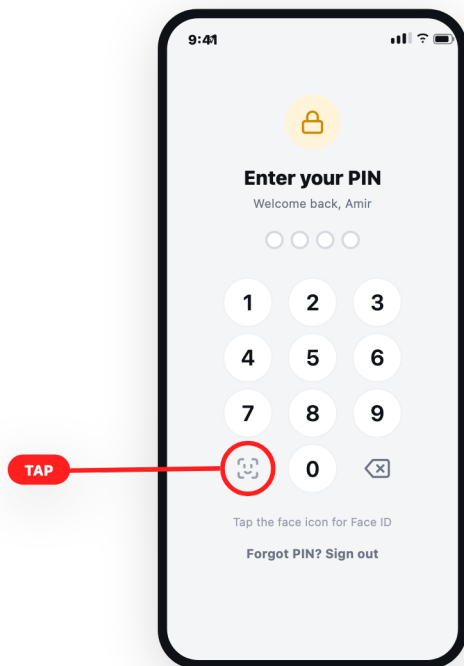 9:41
Enter your PIN
Welcome back, Amir
1 2 3
4 5 6
7 8 9
TAP
0
Tap the face icon for Face ID
Forgot PIN? Sign out